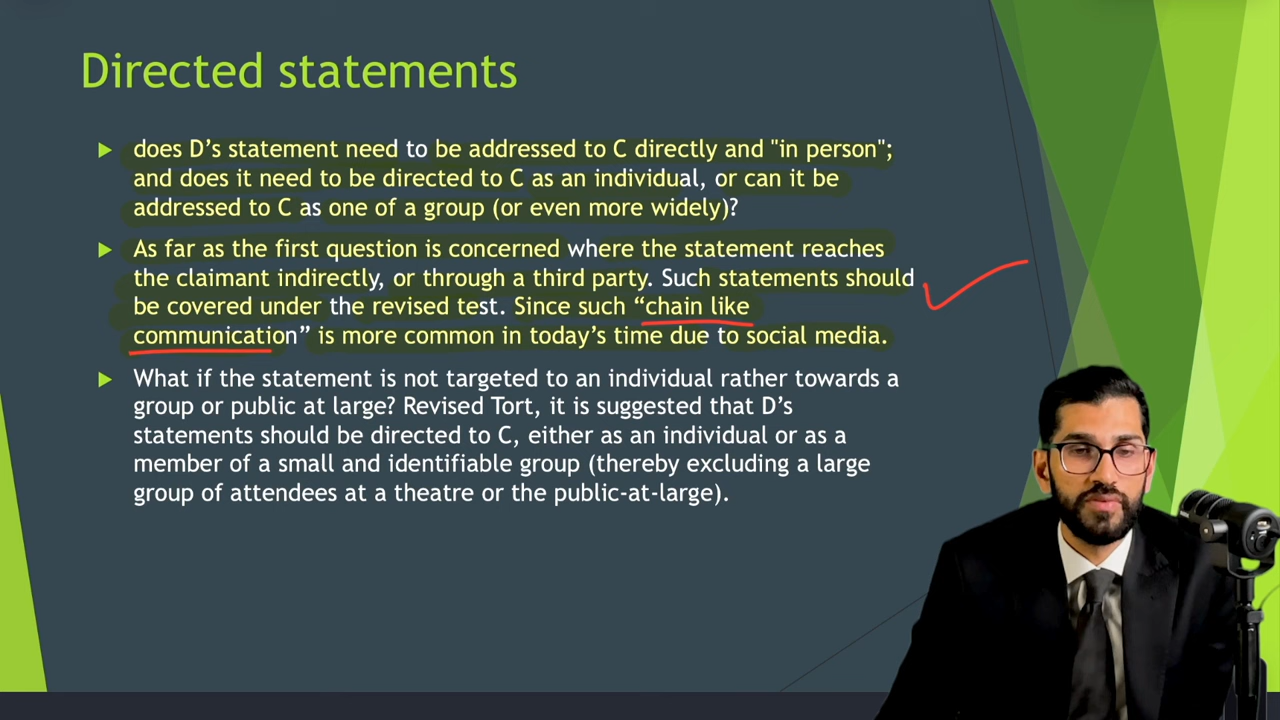 Directed statements
does D’s statement need to be addressed to C directly and "in person";
and does it need to be directed to C as an individual, or can it be
addressed to C as one of a group (or even more widely)?
As far as the first question is concerned where the statement reaches
the claimant indirectly, or through a third party. Such statements should
be covered under the revised test. Since such “chain like
communication” is more common in today’s time due to social media.
What if the statement is not targeted to an individual rather towards a
group or public at large? Revised Tort, it is suggested that D’s
statements should be directed to C, either as an individual or as a
member of a small and identifiable group (thereby excluding a large
group of attendees at a theatre or the public-at-large).